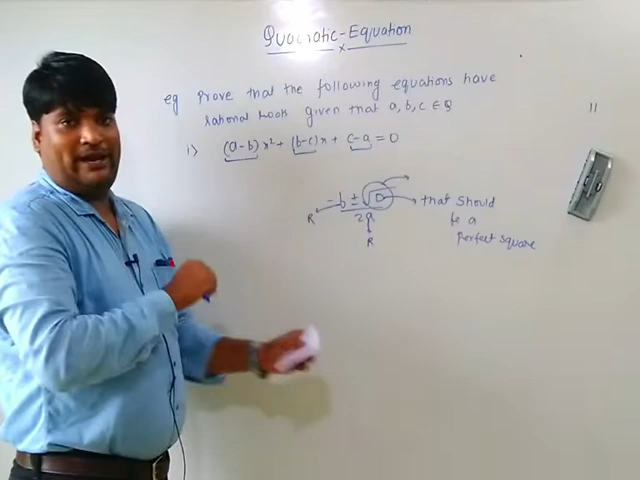 Quadratic-Equation
x
eg Prove that the following equations have
rational roots given that a, b, c ∈ Q
i> (a-b)x² + (b-c)x + c-a = 0
-b ± √D
2a
R
R
that should
be a
perfect square
11